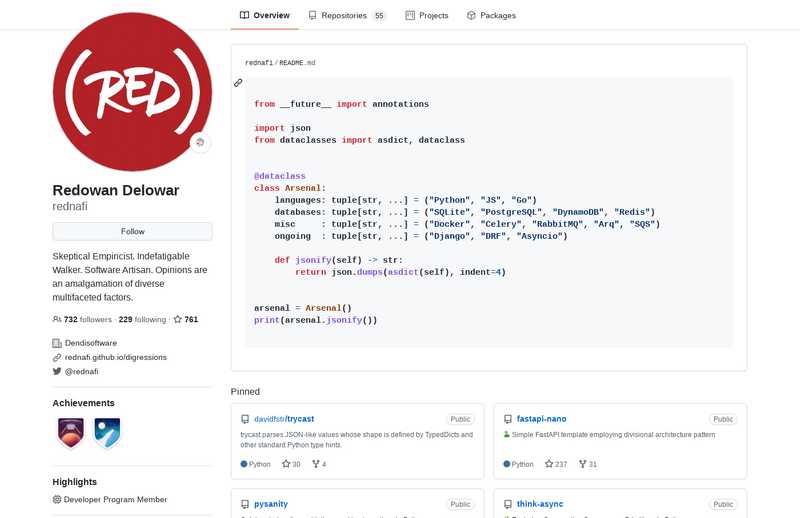 Overview
Repositories 55
Projects
Packages
(RED)
Redowan Delowar
rednafi
Follow
Skeptical Empiricist. Indefatigable
Walker. Software Artisan. Opinions are
an amalgamation of diverse
multifaceted factors.
732 followers · 229 following · 761
Dendisoftware
rednafi.github.io/digressions
@rednafi
Achievements
Highlights
Developer Program Member
rednafi/README.md
from __future__ import annotations
import json
from dataclasses import asdict, dataclass
@dataclass
class Arsenal:
    languages: tuple[str, ...] = ("Python", "JS", "Go")
    databases: tuple[str, ...] = ("SQLite", "PostgreSQL", "DynamoDB", "Redis")
    misc     : tuple[str, ...] = ("Docker", "Celery", "RabbitMQ", "Arq", "SQS")
    ongoing  : tuple[str, ...] = ("Django", "DRF", "Asyncio")
    def jsonify(self) -> str:
        return json.dumps(asdict(self), indent=4)
arsenal = Arsenal()
print(arsenal.jsonify())
Pinned
davidfstr/trycast Public
trycast parses JSON-like values whose shape is defined by TypedDicts and
other standard Python type hints.
Python 30 4
fastapi-nano Public
Simple FastAPI template employing divisional architecture pattern
Python 237 31
pysanity Public
think-async Public